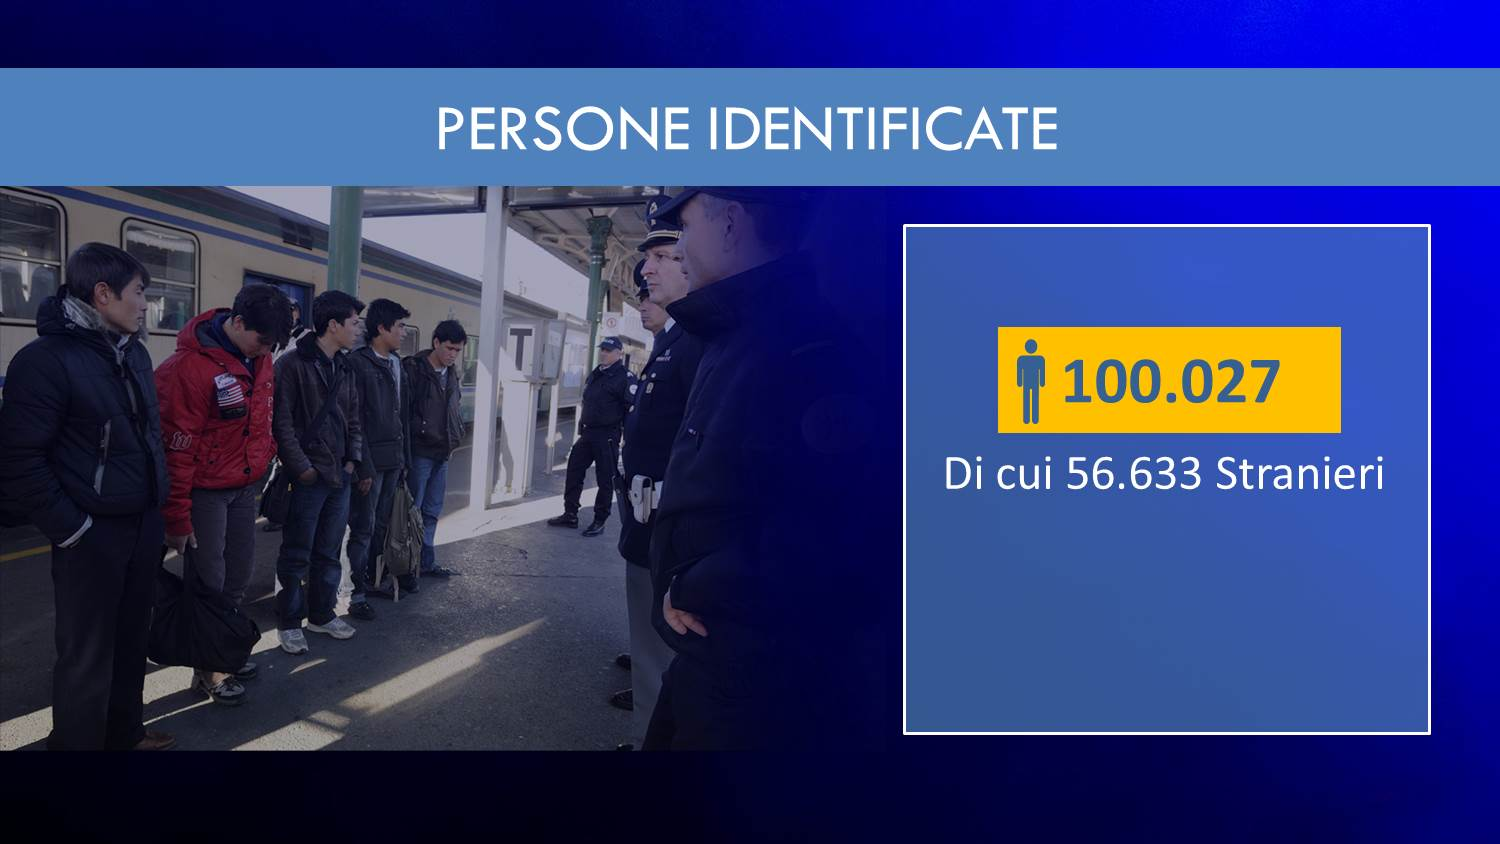 PERSONE IDENTIFICATE
T
100.027
Di cui 56.633 Stranieri